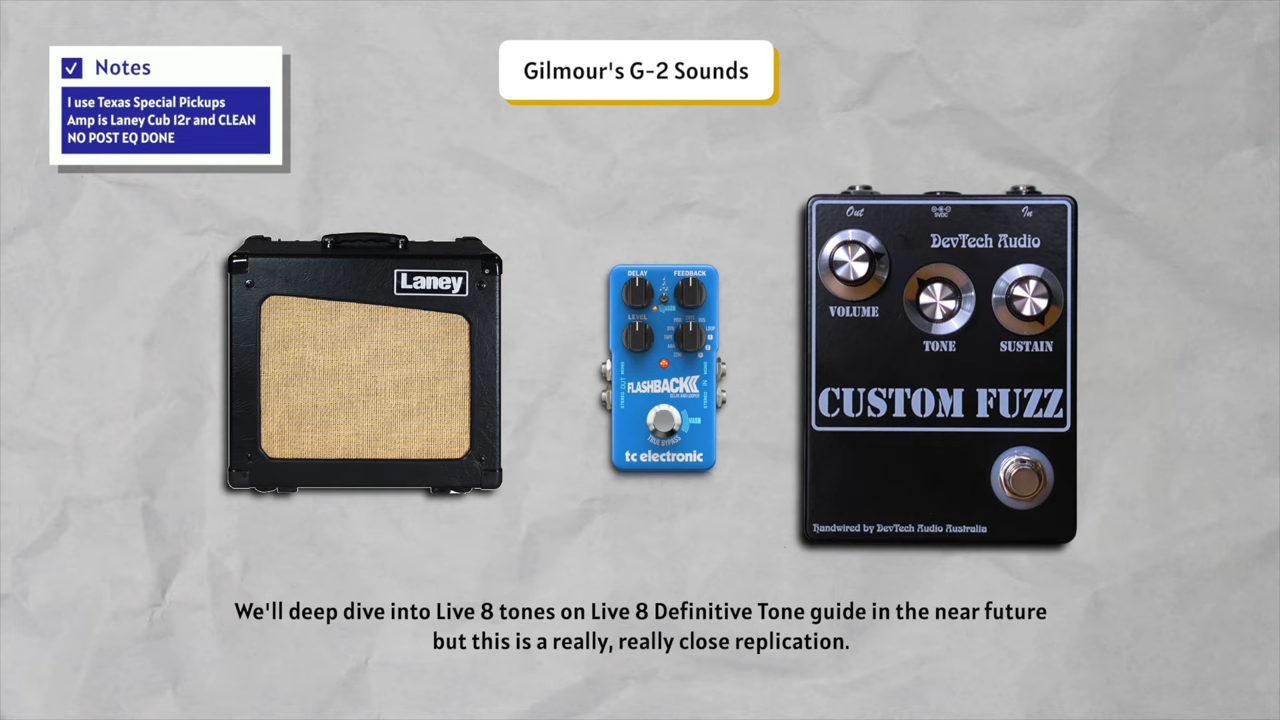 Gilmour's G-2 Sounds
Notes
I use Texas Special Pickups
Amp is Laney Cub 12r and CLEAN
NO POST EQ DONE
Laney
DELAY
FEEDBACK
LEVEL
FLASHBACK
TRUE BYPASS
tc electronic
Out
9VDC
In
DevTech Audio
VOLUME
TONE
SUSTAIN
CUSTOM FUZZ
Handwired by DevTech Audio Australia
We'll deep dive into Live 8 tones on Live 8 Definitive Tone guide in the near future
but this is a really, really close replication.